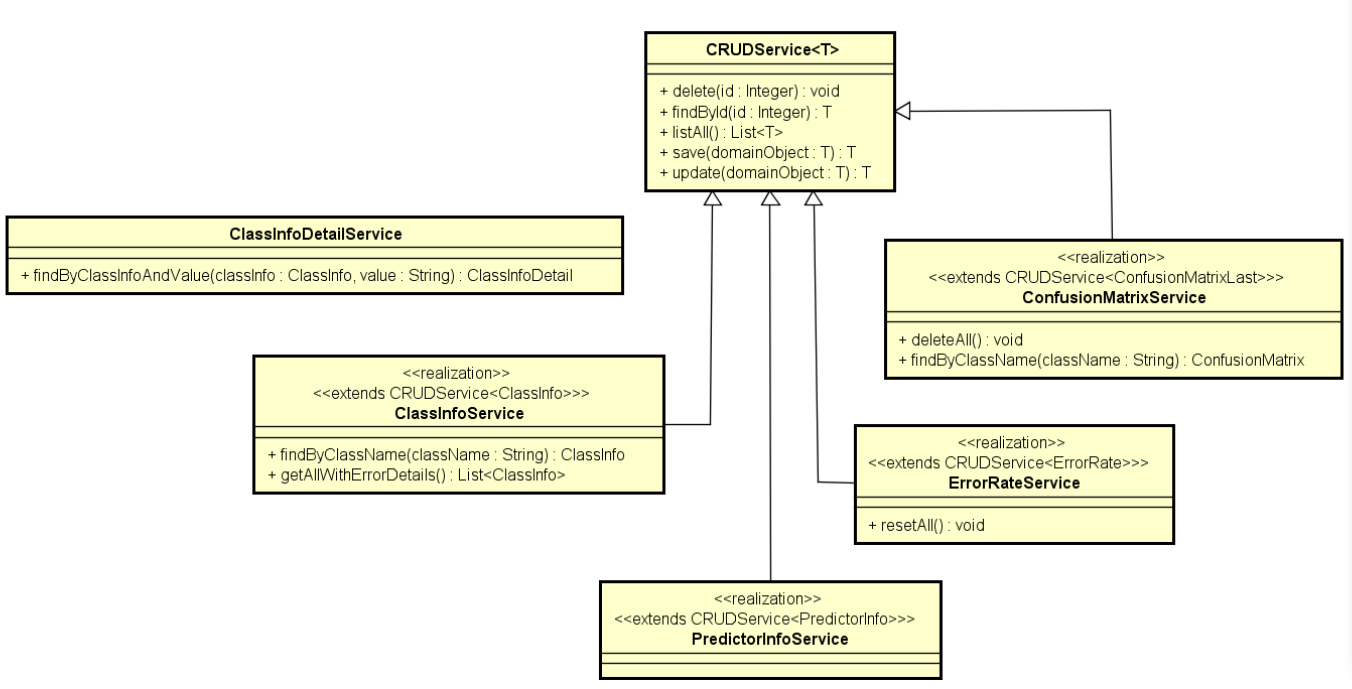 CRUDService<T>
+ delete(id : Integer) : void
+ findById(id : Integer) : T
+ listAll() : List<T>
+ save(domainObject : T) : T
+ update(domainObject : T) : T
ClassInfoDetailService
+ findByClassInfoAndValue(classInfo : ClassInfo, value : String) : ClassInfoDetail
<<realization>>
<<extends CRUDService<ConfusionMatrixLast>>>
ConfusionMatrixService
+ deleteAll() : void
+ findByClassName(className : String) : ConfusionMatrix
<<realization>>
<<extends CRUDService<ClassInfo>>>
ClassInfoService
+ findByClassName(className : String) : ClassInfo
+ getAllWithErrorDetails() : List<ClassInfo>
<<realization>>
<<extends CRUDService<ErrorRate>>>
ErrorRateService
+ resetAll() : void
<<realization>>
<<extends CRUDService<PredictorInfo>>>
PredictorInfoService